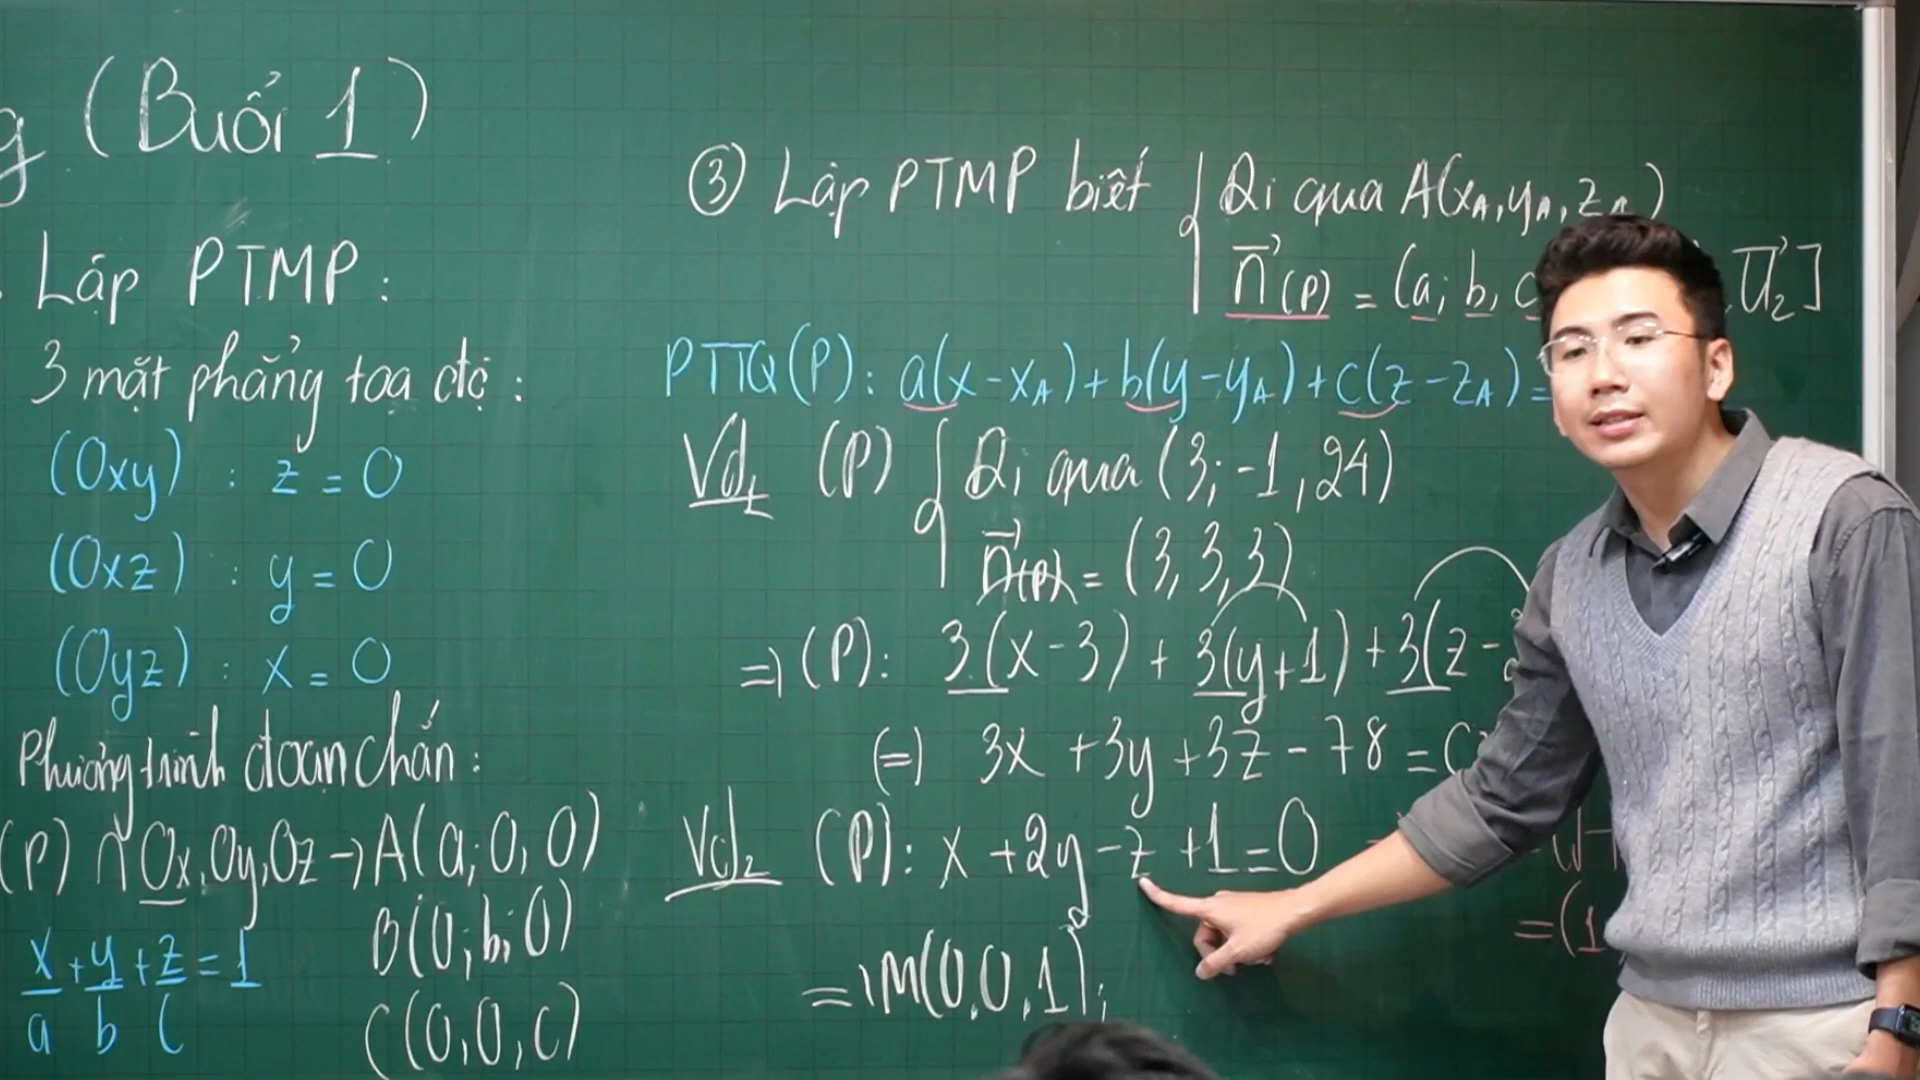 (Buổi 1)
Lập PTMP:
3 mặt phẳng tọa độ:
(Oxy) : z = 0
(Oxz) : y = 0
(Oyz) : x = 0
Phương trình đoạn chắn:
(P) ∩ Ox, Oy, Oz → A(a; 0, 0)
B(0; b; 0)
C(0, 0, c)
x/a + y/b + z/c = 1
③ Lập PTMP biết { Đi qua A(xA, yA, zA)
n⃗(P) = (a; b, c
U⃗2]
PTTQ(P): a(x-xA) + b(y-yA) + c(z-zA) =
Vd1 (P) { Đi qua (3; -1, 24)
n⃗(P) = (3, 3, 3)
⇒ (P): 3(x-3) + 3(y+1) + 3(z-
(=) 3x + 3y + 3z - 78 =
Vd2 (P): x + 2y - z + 1 = 0
= (1
=) M(0, 0, 1);